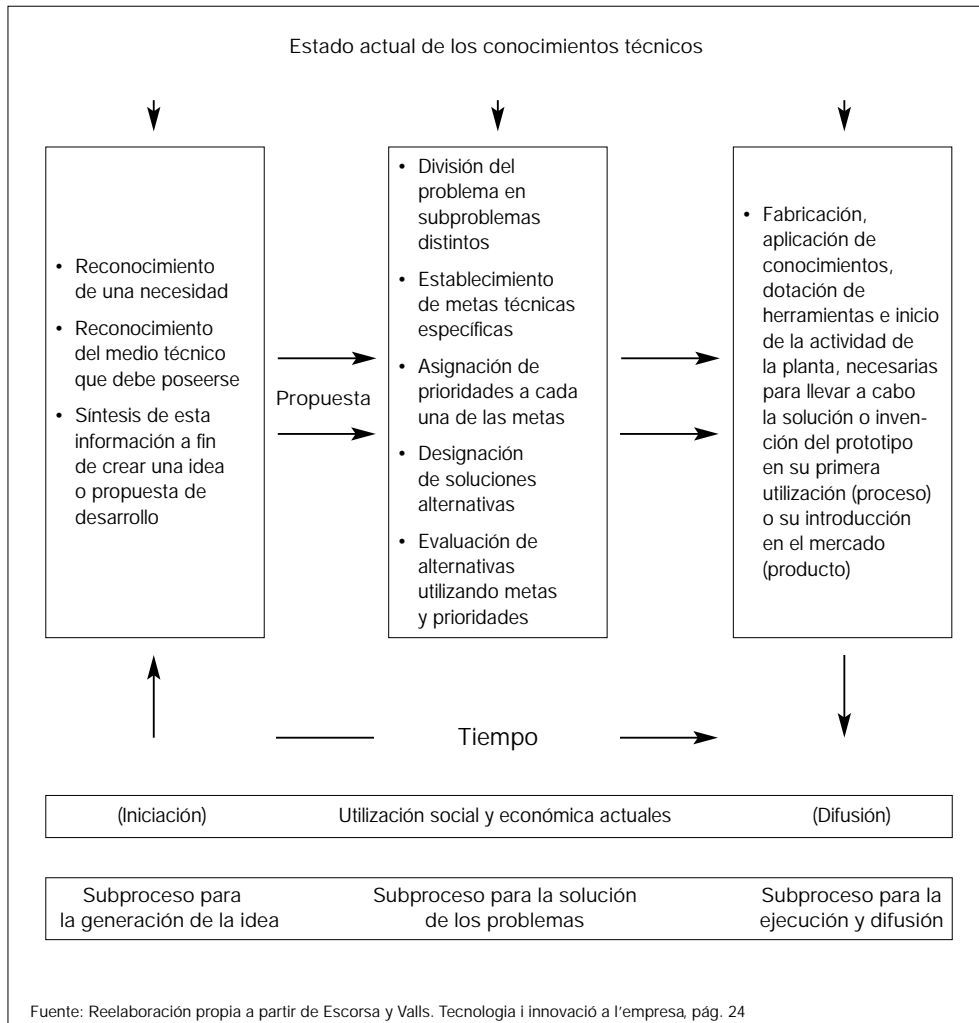 Estado actual de los conocimientos técnicos
• Reconocimiento
de una necesidad
• Reconocimiento
del medio técnico
que debe poseerse
• Síntesis de esta
información a fin
de crear una idea
o propuesta de
desarrollo
Propuesta
• División del
problema en
subproblemas
distintos
• Establecimiento
de metas técnicas
específicas
• Asignación de
prioridades a cada
una de las metas
• Designación
de soluciones
alternativas
• Evaluación de
alternativas
utilizando metas
y prioridades
• Fabricación,
aplicación de
conocimientos,
dotación de
herramientas e inicio
de la actividad de
la planta, necesarias
para llevar a cabo
la solución o inven-
ción del prototipo
en su primera
utilización (proceso)
o su introducción
en el mercado
(producto)
Tiempo
(Iniciación) Utilización social y económica actuales (Difusión)
Subproceso para
la generación de la idea
Subproceso para la solución
de los problemas
Subproceso para la
ejecución y difusión
Fuente: Reelaboración propia a partir de Escorsa y Valls. Tecnologia i innovació a l'empresa, pág. 24